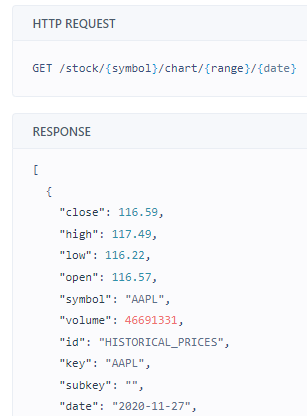 HTTP REQUEST
GET /stock/{symbol}/chart/{range}/{date}
RESPONSE
[
{
"close": 116.59,
"high": 117.49,
"low": 116.22,
"open": 116.57,
"symbol": "AAPL",
"volume": 46691331,
"id": "HISTORICAL_PRICES",
"key": "AAPL",
"subkey": "",
"date": "2020-11-27",